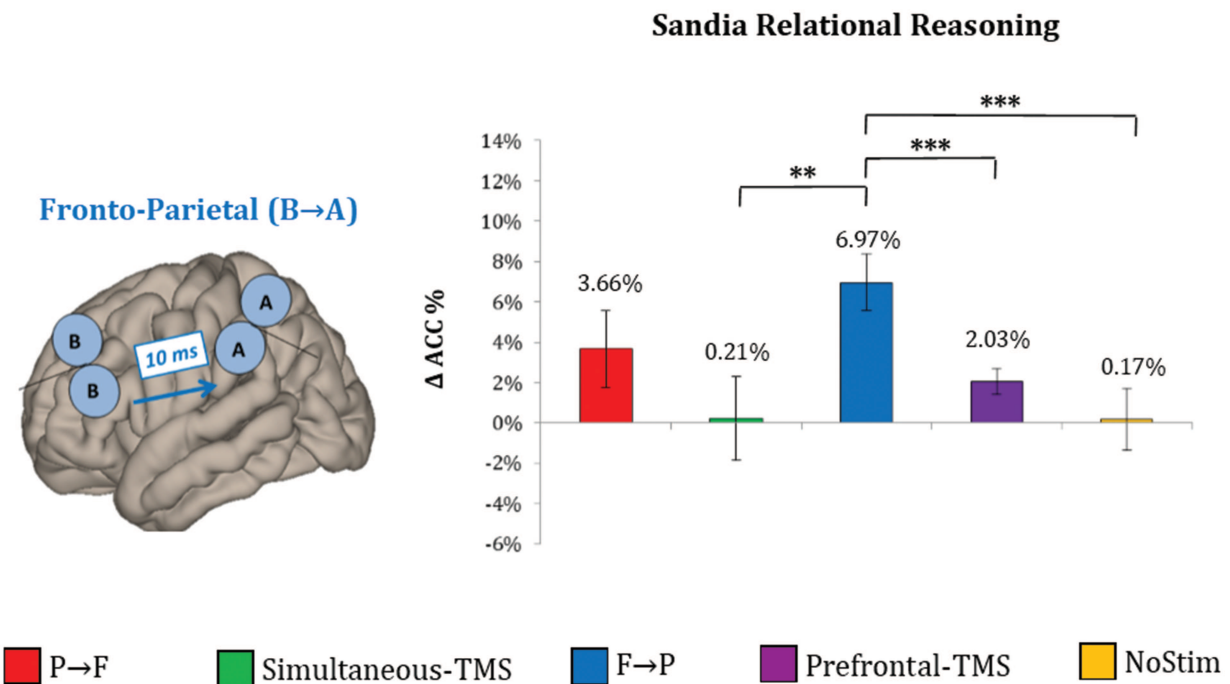 Sandia Relational Reasoning
Fronto-Parietal (B→A)
B
B
10 ms
A
A
Δ ACC %
14%
12%
10%
8%
6%
4%
2%
0%
-2%
-4%
-6%
***
***
**
3.66%
0.21%
6.97%
2.03%
0.17%
P→F
Simultaneous-TMS
F→P
Prefrontal-TMS
NoStim